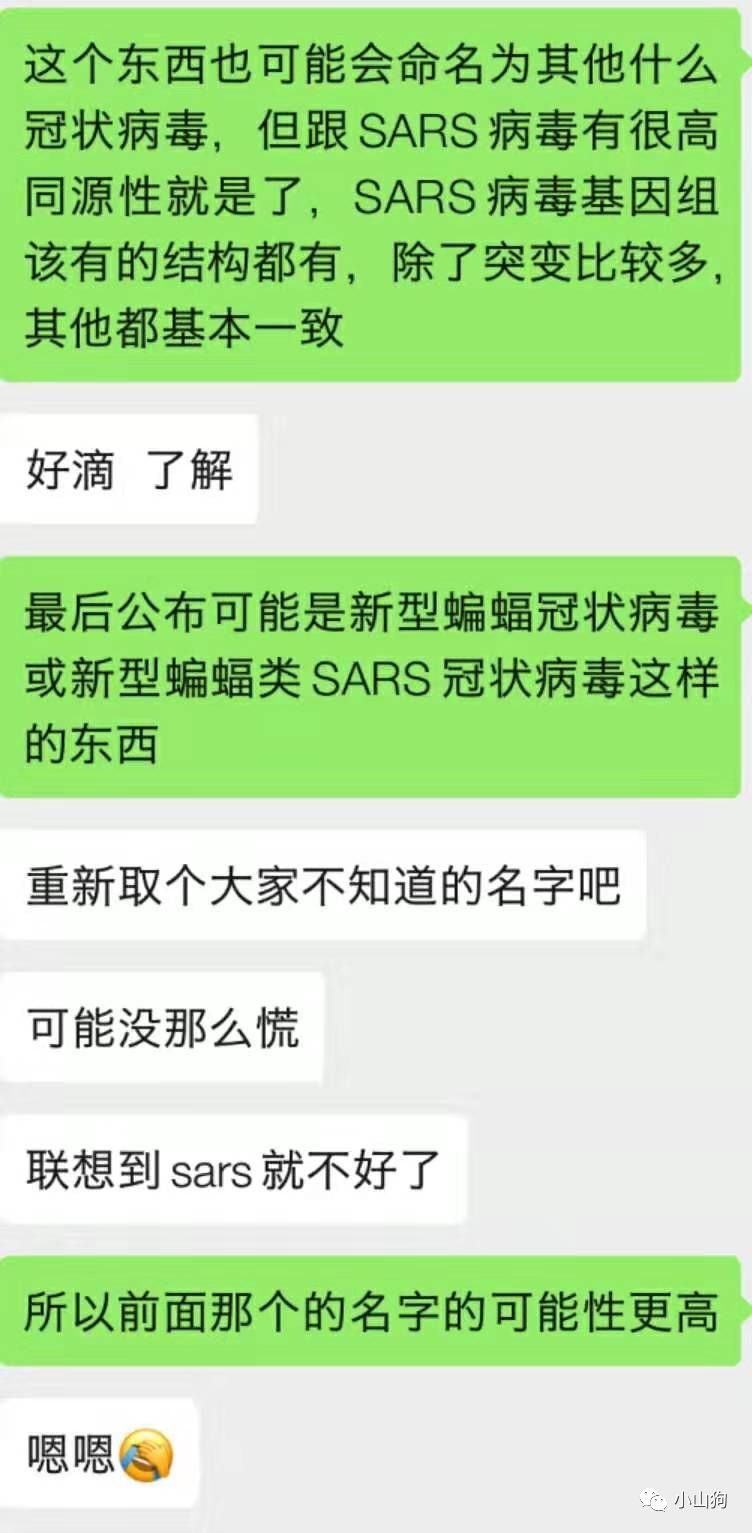 这个东西也可能会命名为其他什么
冠状病毒，但跟 SARS 病毒有很高
同源性就是了，SARS 病毒基因组
该有的结构都有，除了突变比较多，
其他都基本一致
好滴 了解
最后公布可能是新型蝙蝠冠状病毒
或新型蝙蝠类 SARS 冠状病毒这样
的东西
重新取个大家不知道的名字吧
可能没那么慌
联想到 sars 就不好了
所以前面那个的名字的可能性更高
嗯嗯🤦
小山狗